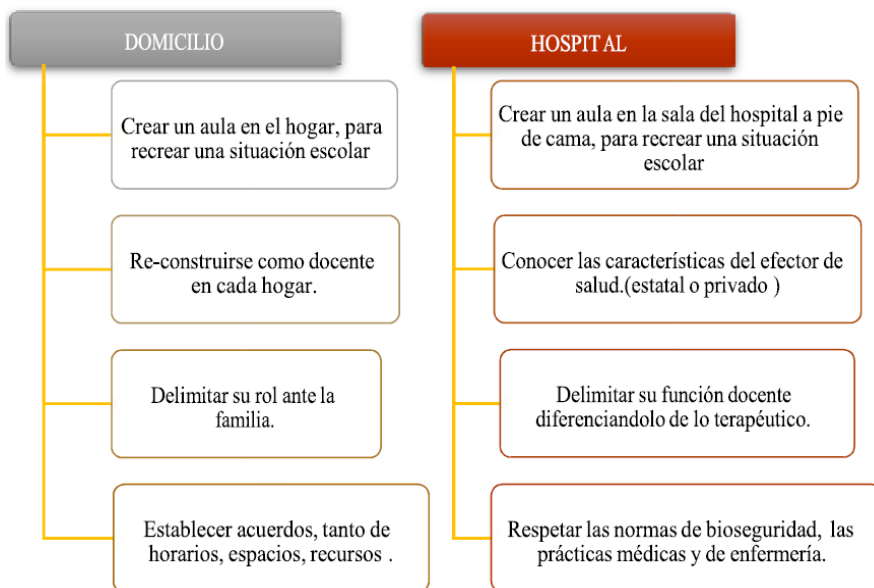 DOMICILIO
Crear un aula en el hogar, para
recrear una situación escolar
Re-construirse como docente
en cada hogar.
Delimitar su rol ante la
familia.
Establecer acuerdos, tanto de
horarios, espacios, recursos .
HOSPITAL
Crear un aula en la sala del hospital a pie
de cama, para recrear una situación
escolar
Conocer las características del efector de
salud.(estatal o privado )
Delimitar su función docente
diferenciandolo de lo terapéutico.
Respetar las normas de bioseguridad, las
prácticas médicas y de enfermería.